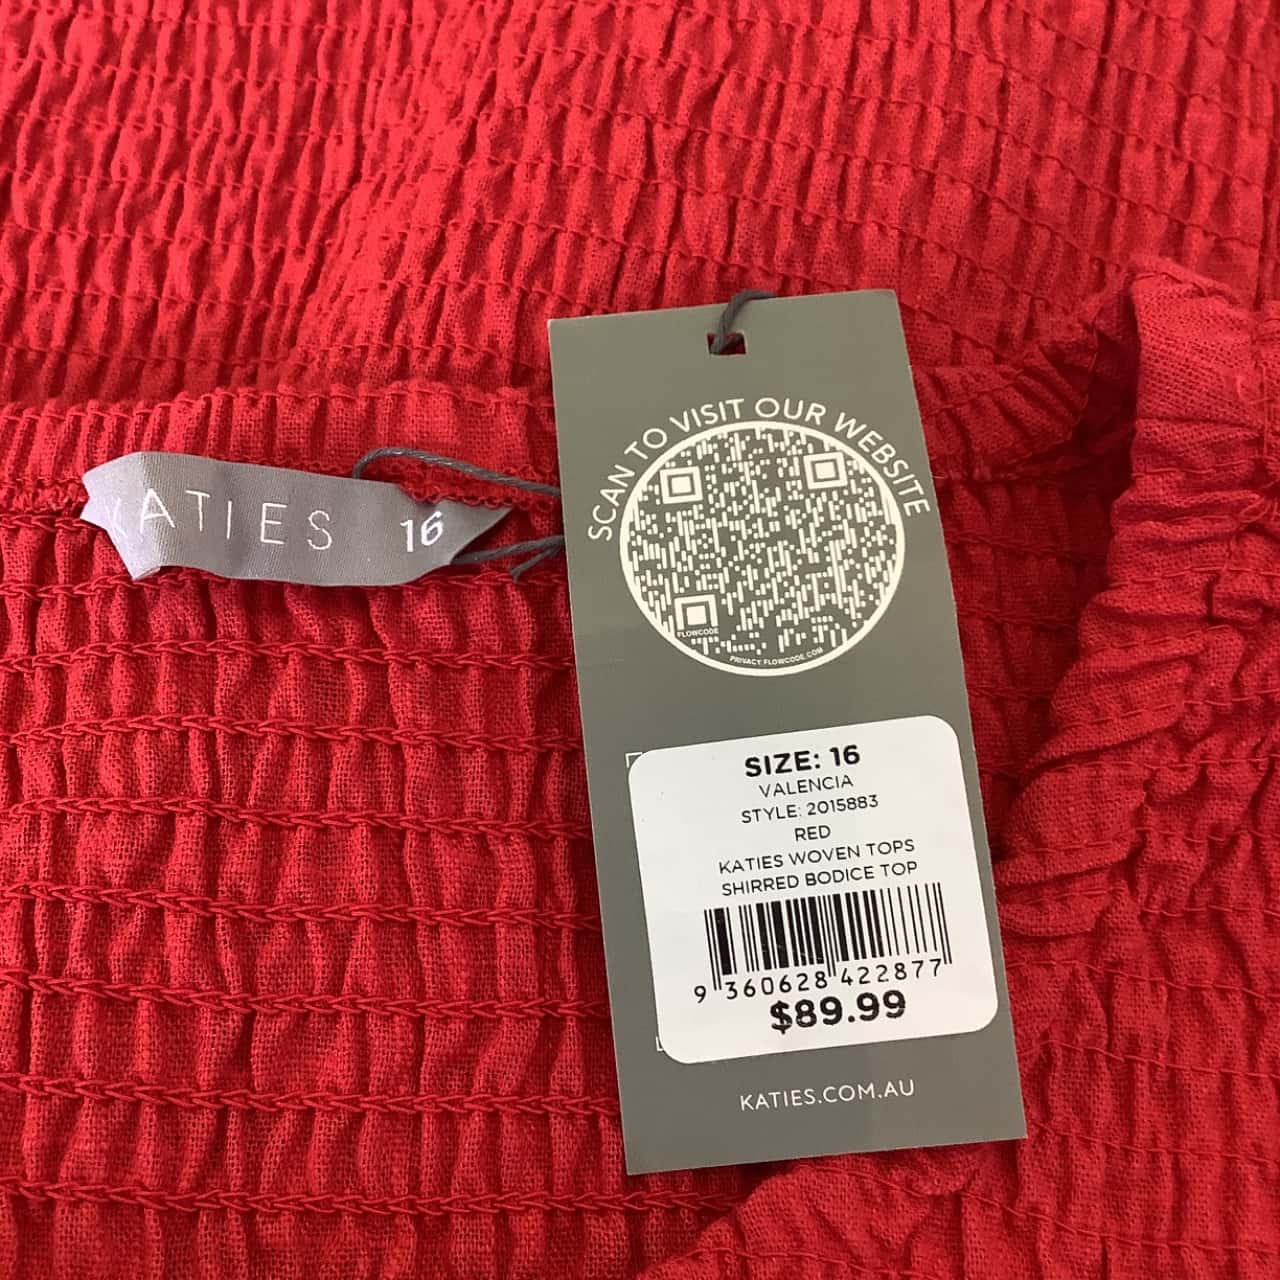 KATIES 16
SCAN TO VISIT OUR WEBSITE
FLOWCODE
PRIVACY.FLOWCODE.COM
SIZE: 16
VALENCIA
STYLE: 2015883
RED
KATIES WOVEN TOPS
SHIRRED BODICE TOP
9 360628 422877
$89.99
KATIES.COM.AU